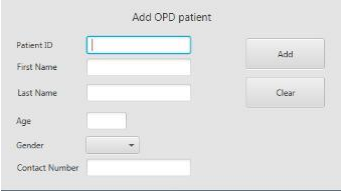 Add OPD patient
Patient ID
Add
First Name
Last Name
Clear
Age
Gender
Contact Number